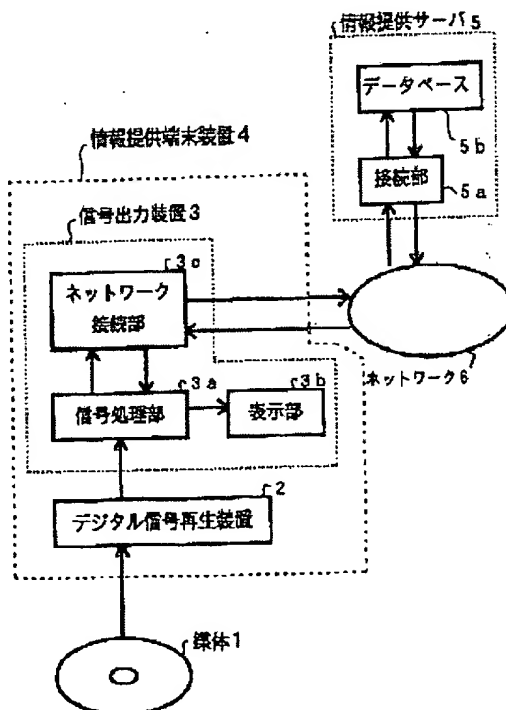 情報提供サーバ5
データベース
5b
接続部
5a
情報提供端末装置4
信号出力装置3
3c
ネットワーク
接続部
ネットワーク6
3a
信号処理部
3b
表示部
2
デジタル信号再生装置
媒体1